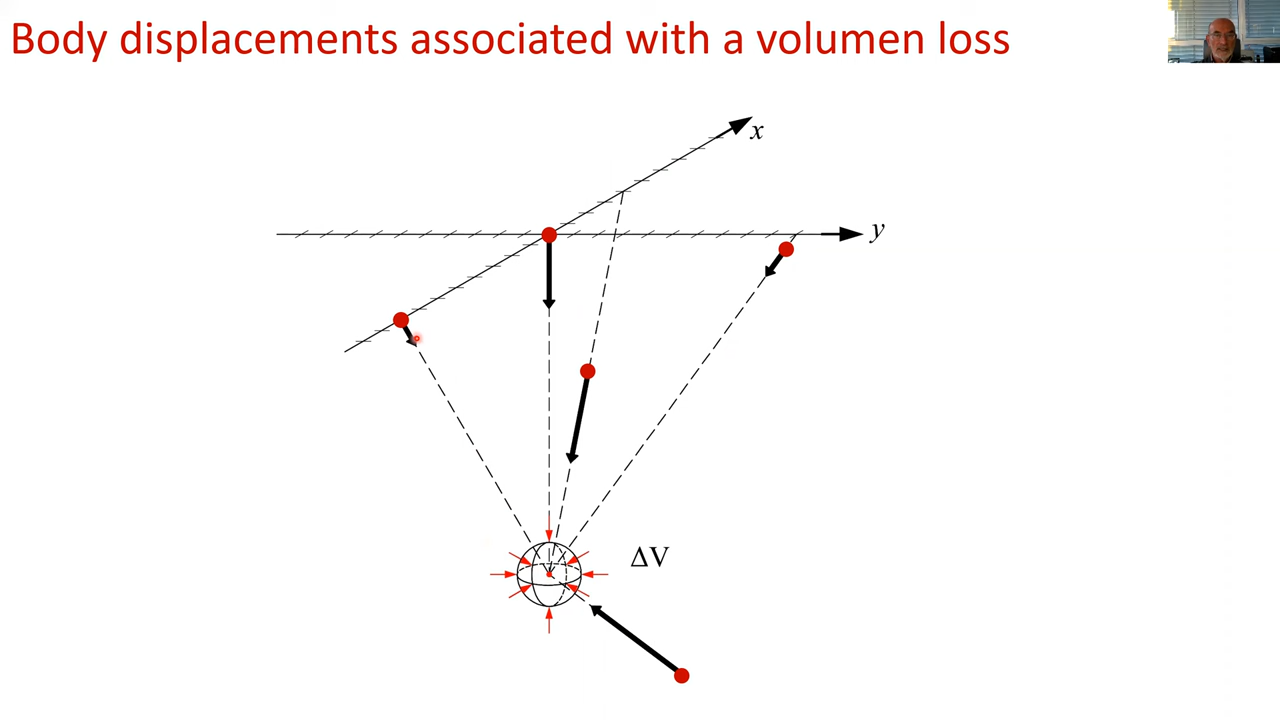 Body displacements associated with a volumen loss
x
y
ΔV